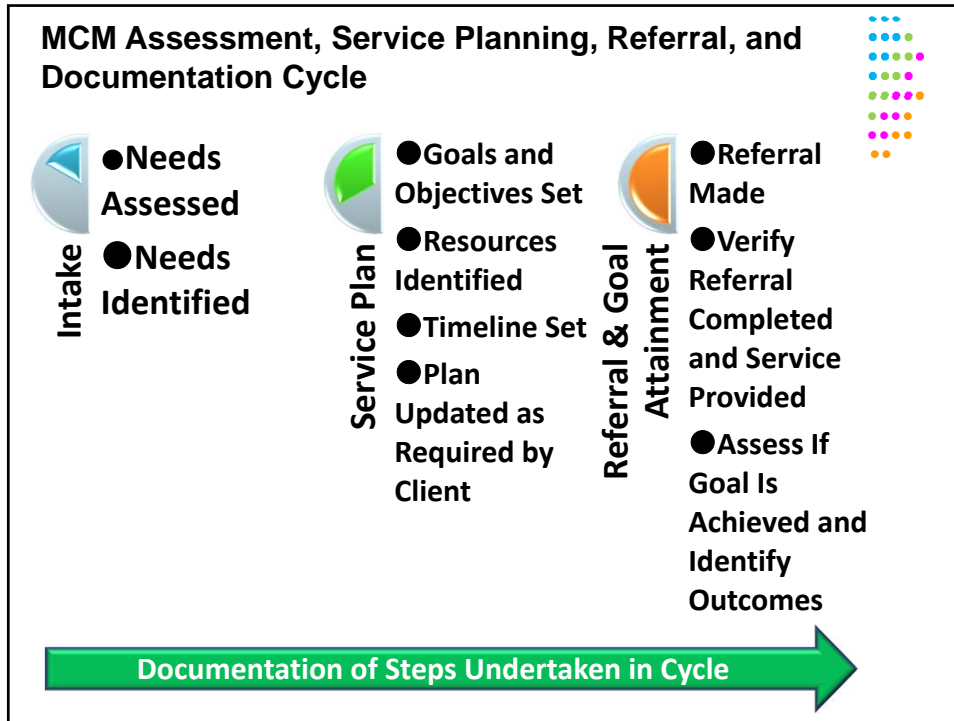 MCM Assessment, Service Planning, Referral, and
Documentation Cycle
Intake
●Needs
Assessed
●Needs
Identified
Service Plan
●Goals and
Objectives Set
●Resources
Identified
●Timeline Set
●Plan
Updated as
Required by
Client
Referral & Goal
Attainment
●Referral
Made
●Verify
Referral
Completed
and Service
Provided
●Assess If
Goal Is
Achieved and
Identify
Outcomes
Documentation of Steps Undertaken in Cycle